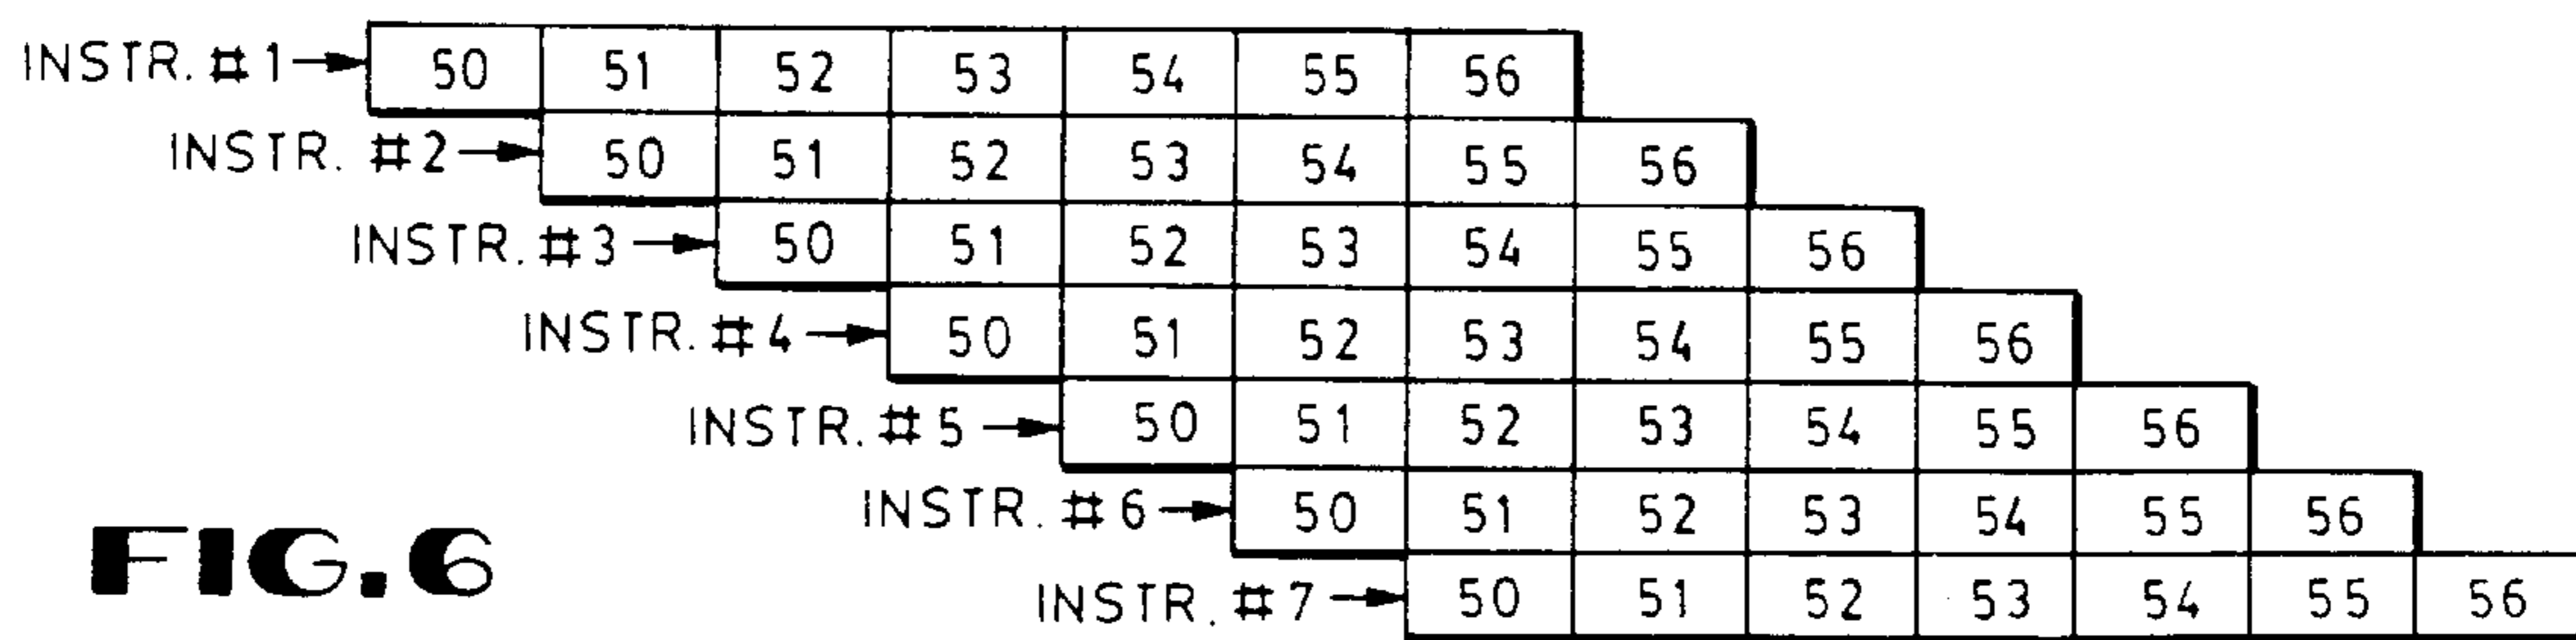 INSTR. #1 50 51 52 53 54 55 56
INSTR. #2 50 51 52 53 54 55 56
INSTR. #3 50 51 52 53 54 55 56
INSTR. #4 50 51 52 53 54 55 56
INSTR. #5 50 51 52 53 54 55 56
INSTR. #6 50 51 52 53 54 55 56
INSTR. #7 50 51 52 53 54 55 56
FIG.6